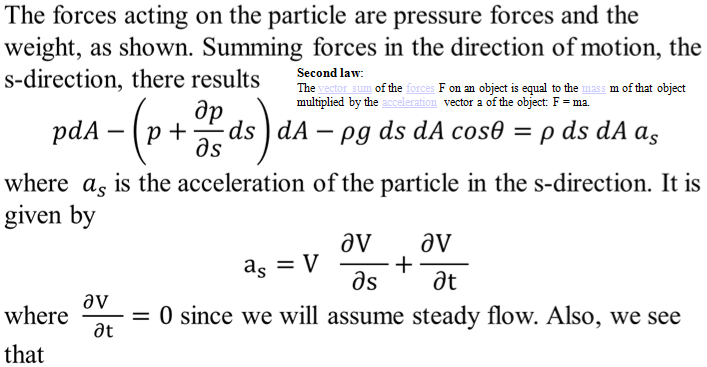 The forces acting on the particle are pressure forces and the
weight, as shown. Summing forces in the direction of motion, the
s-direction, there results
Second law:
The vector sum of the forces F on an object is equal to the mass m of that object
multiplied by the acceleration vector a of the object: F = ma.
pdA − (p + ∂p/∂s ds) dA − ρg ds dA cosθ = ρ ds dA aₛ
where aₛ is the acceleration of the particle in the s-direction. It is
given by
aₛ = V ∂V/∂s + ∂V/∂t
where ∂V/∂t = 0 since we will assume steady flow. Also, we see
that